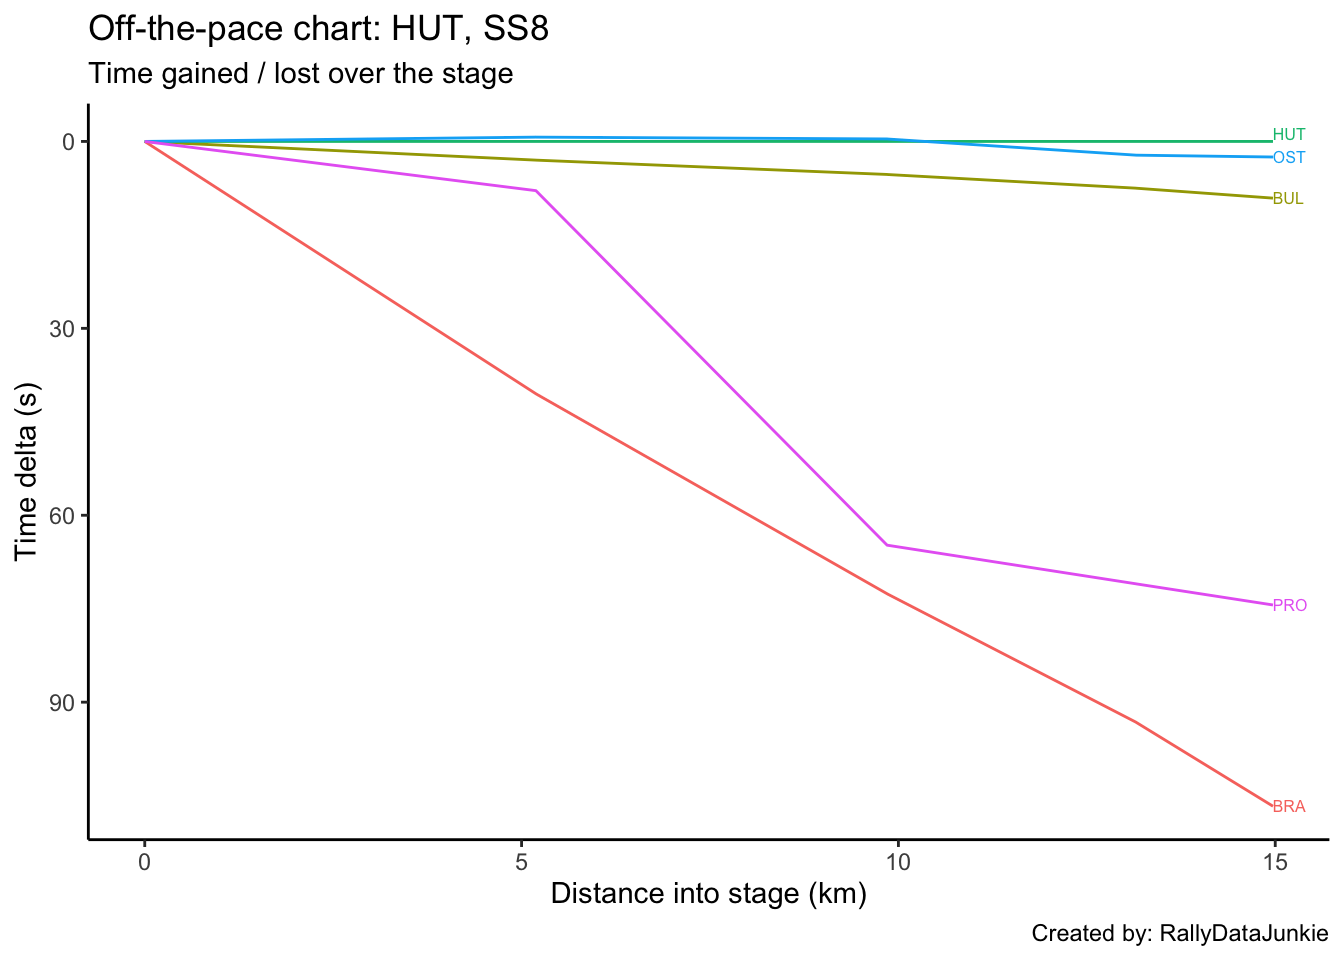 Off-the-pace chart: HUT, SS8
Time gained / lost over the stage
Time delta (s)
0
30
60
90
HUT
OST
BUL
PRO
BRA
0 5 10 15
Distance into stage (km)
Created by: RallyDataJunkie